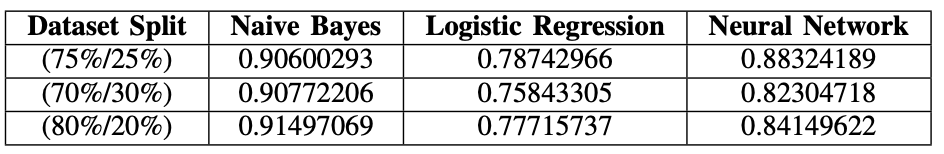 Dataset Split Naive Bayes Logistic Regression Neural Network
(75%/25%) 0.90600293 0.78742966 0.88324189
(70%/30%) 0.90772206 0.75843305 0.82304718
(80%/20%) 0.91497069 0.77715737 0.84149622